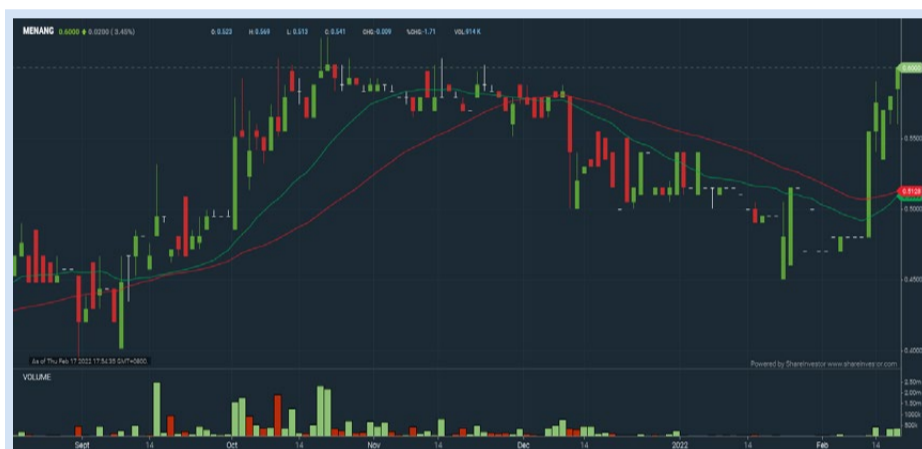 MENANG 0.6000 0.0200 ( 3.45%) O: 0.523 H: 0.569 L: 0.513 C: 0.541 CHG:-0.009 %CHG:-1.71 VOL:914 K
0.6000
0.5500
0.5128
0.5000
0.4500
0.4000
As of Thu Feb 17 2022 17:54:35 GMT+0800.
Powered by ShareInvestor www.shareinvestor.com
VOLUME
2.50m
2.00m
1.50m
1000k
500k
Sept 14 Oct 14 Nov 14 Dec 14 2022 14 Feb 14